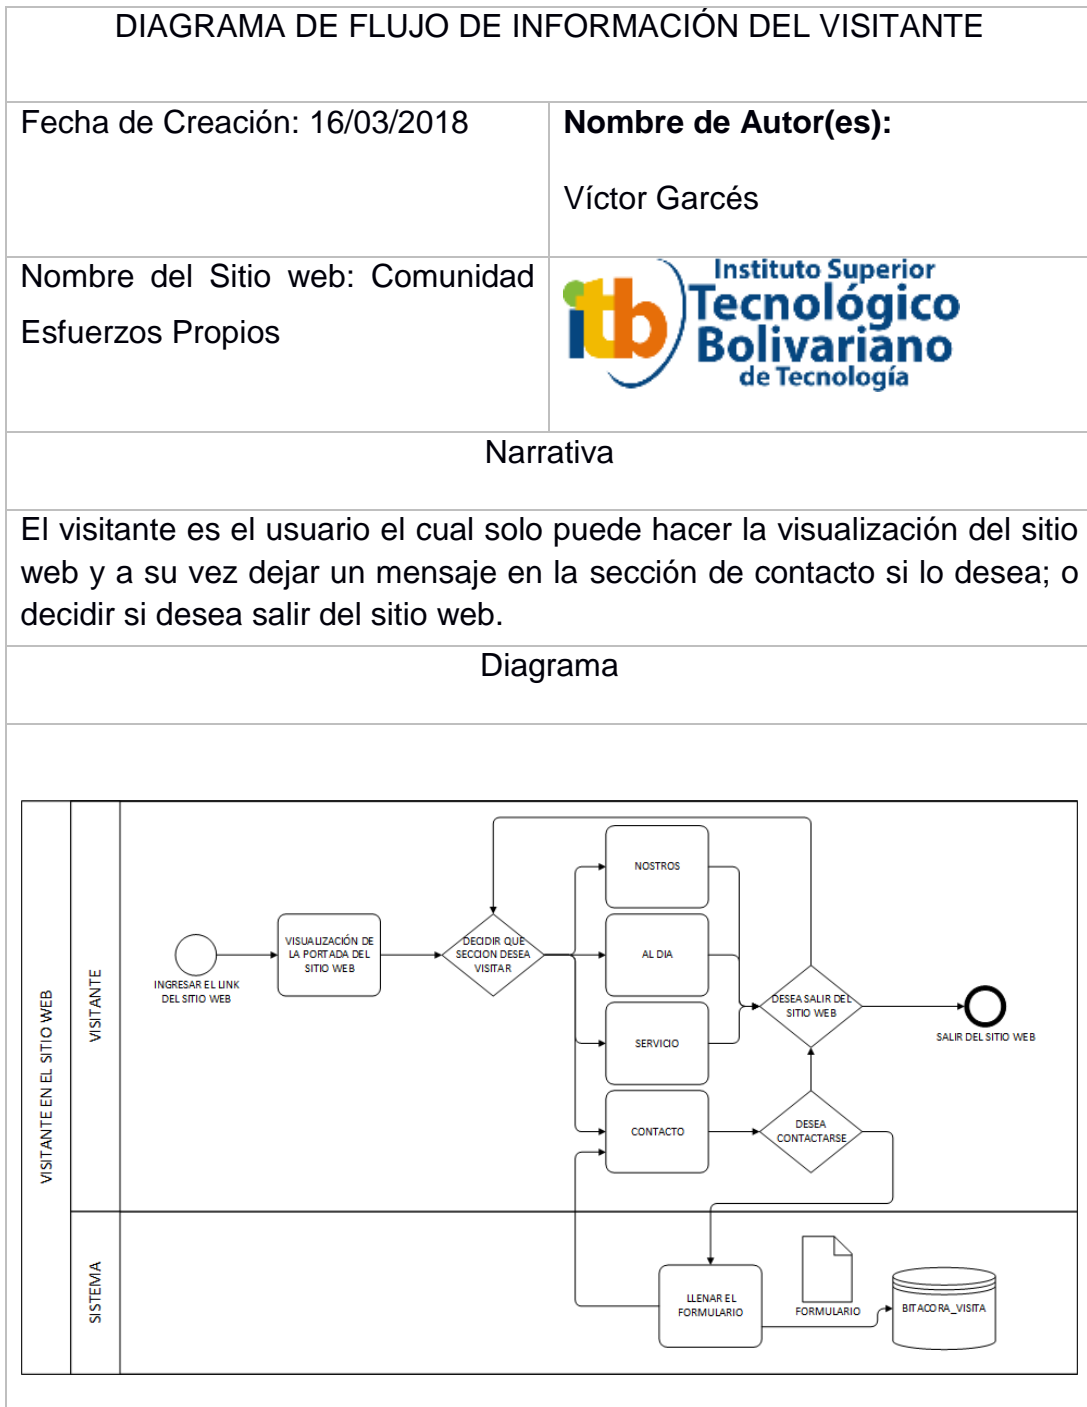 DIAGRAMA DE FLUJO DE INFORMACIÓN DEL VISITANTE
Fecha de Creación: 16/03/2018
Nombre de Autor(es):
Víctor Garcés
Nombre del Sitio web: Comunidad
Esfuerzos Propios
itb
Instituto Superior
Tecnológico
Bolivariano
de Tecnología
Narrativa
El visitante es el usuario el cual solo puede hacer la visualización del sitio
web y a su vez dejar un mensaje en la sección de contacto si lo desea; o
decidir si desea salir del sitio web.
Diagrama
VISITANTE EN EL SITIO WEB
VISITANTE
INGRESAR EL LINK
DEL SITIO WEB
VISUALIZACIÓN DE
LA PORTADA DEL
SITIO WEB
DECIDIR QUE
SECCION DESEA
VISITAR
NOSTROS
AL DIA
SERVICIO
CONTACTO
DESEA SALIR DEL
SITIO WEB
SALIR DEL SITIO WEB
DESEA
CONTACTARSE
SISTEMA
LLENAR EL
FORMULARIO
FORMULARIO
BITACORA_VISITA